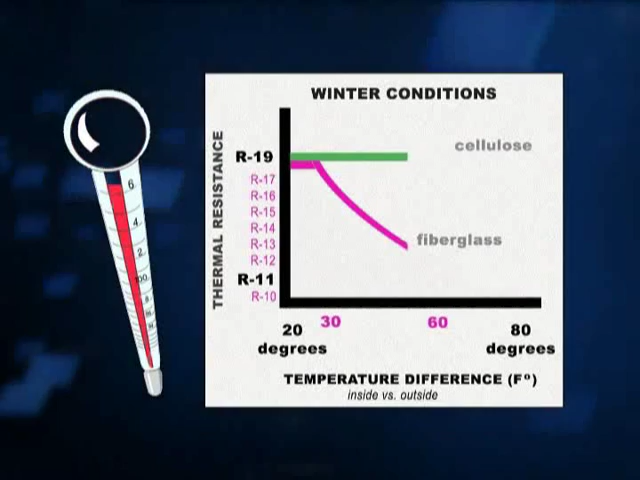 WINTER CONDITIONS
THERMAL RESISTANCE
R-19
R-17
R-16
R-15
R-14
R-13
R-12
R-11
R-10
cellulose
fiberglass
20 degrees
30
60
80 degrees
TEMPERATURE DIFFERENCE (Fº)
inside vs. outside
6
4
2